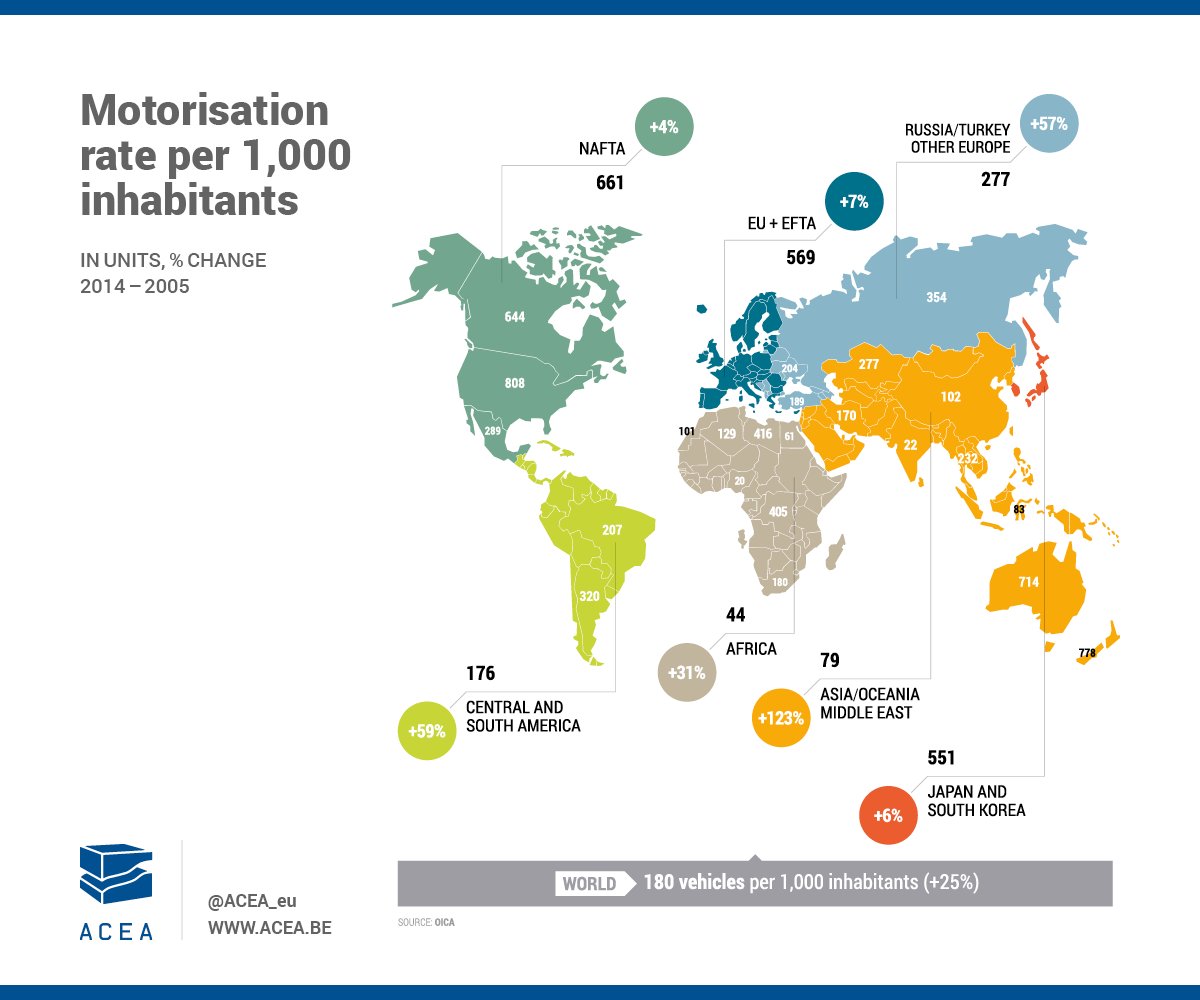 Motorisation
rate per 1,000
inhabitants
IN UNITS, % CHANGE
2014 – 2005
+4%
NAFTA
661
+57%
RUSSIA/TURKEY
OTHER EUROPE
277
+7%
EU + EFTA
569
644
808
289
354
204
189
277
102
170
22
232
83
714
778
101
129
416
61
20
405
180
207
320
176
CENTRAL AND
SOUTH AMERICA
+59%
44
AFRICA
+31%
79
ASIA/OCEANIA
MIDDLE EAST
+123%
551
JAPAN AND
SOUTH KOREA
+6%
WORLD 180 vehicles per 1,000 inhabitants (+25%)
SOURCE: OICA
ACEA
@ACEA_eu
WWW.ACEA.BE